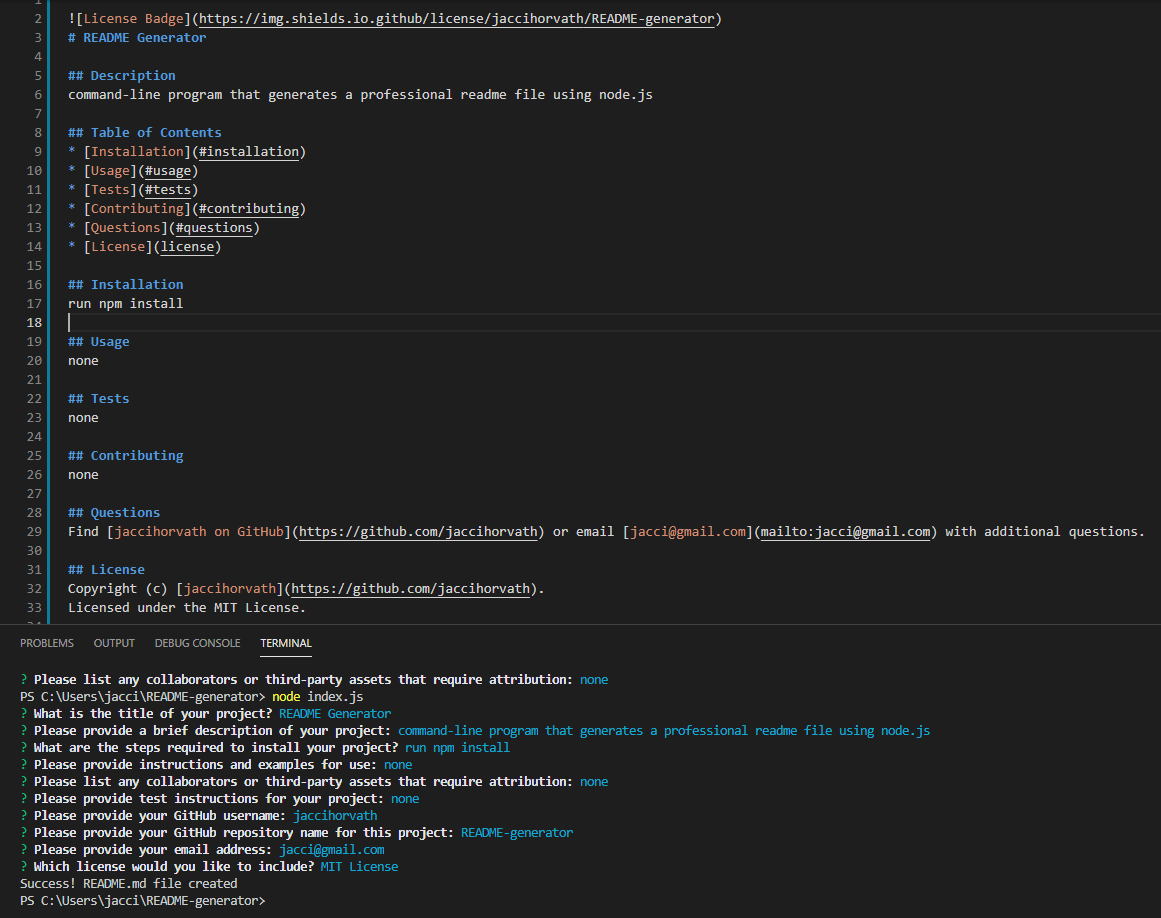 1
2 ![License Badge](https://img.shields.io.github/license/jaccihorvath/README-generator)
3 # README Generator
4
5 ## Description
6 command-line program that generates a professional readme file using node.js
7
8 ## Table of Contents
9 * [Installation](#installation)
10 * [Usage](#usage)
11 * [Tests](#tests)
12 * [Contributing](#contributing)
13 * [Questions](#questions)
14 * [License](license)
15
16 ## Installation
17 run npm install
18
19 ## Usage
20 none
21
22 ## Tests
23 none
24
25 ## Contributing
26 none
27
28 ## Questions
29 Find [jaccihorvath on GitHub](https://github.com/jaccihorvath) or email [jacci@gmail.com](mailto:jacci@gmail.com) with additional questions.
30
31 ## License
32 Copyright (c) [jaccihorvath](https://github.com/jaccihorvath).
33 Licensed under the MIT License.
PROBLEMS OUTPUT DEBUG CONSOLE TERMINAL
? Please list any collaborators or third-party assets that require attribution: none
PS C:\Users\jacci\README-generator> node index.js
? What is the title of your project? README Generator
? Please provide a brief description of your project: command-line program that generates a professional readme file using node.js
? What are the steps required to install your project? run npm install
? Please provide instructions and examples for use: none
? Please list any collaborators or third-party assets that require attribution: none
? Please provide test instructions for your project: none
? Please provide your GitHub username: jaccihorvath
? Please provide your GitHub repository name for this project: README-generator
? Please provide your email address: jacci@gmail.com
? Which license would you like to include? MIT License
Success! README.md file created
PS C:\Users\jacci\README-generator>